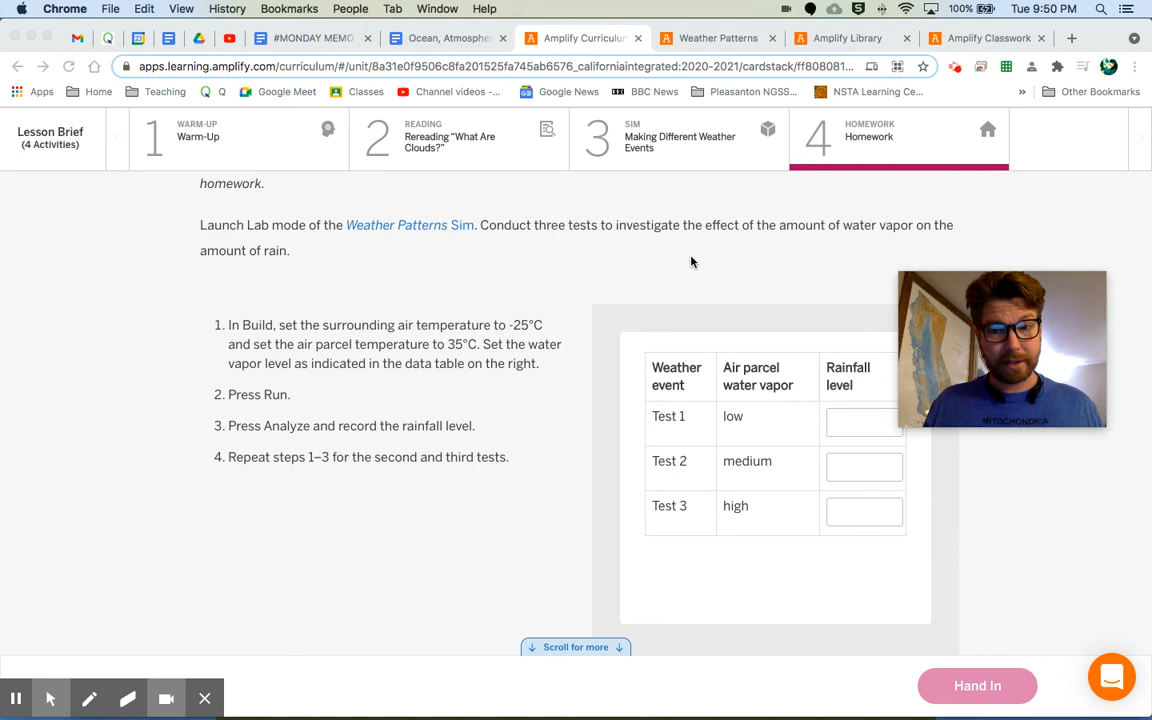 Chrome File Edit View History Bookmarks People Tab Window Help 100% Tue 9:50 PM
#MONDAY MEMO Ocean, Atmosphe Amplify Curriculum Weather Patterns Amplify Library Amplify Classwork
apps.learning.amplify.com/curriculum/#/unit/8a31e0f9506c8fa201525fa745ab6576_californiaintegrated:2020-2021/cardstack/ff808081...
Apps Home Teaching Q Google Meet Classes Channel videos -... Google News BBC News Pleasanton NGSS... NSTA Learning Ce... » Other Bookmarks
Lesson Brief
(4 Activities)
1 WARM-UP
Warm-Up
2 READING
Rereading “What Are
Clouds?”
3 SIM
Making Different Weather
Events
4 HOMEWORK
Homework
homework.
Launch Lab mode of the Weather Patterns Sim. Conduct three tests to investigate the effect of the amount of water vapor on the
amount of rain.
1. In Build, set the surrounding air temperature to -25°C
and set the air parcel temperature to 35°C. Set the water
vapor level as indicated in the data table on the right.
2. Press Run.
3. Press Analyze and record the rainfall level.
4. Repeat steps 1–3 for the second and third tests.
Weather event Air parcel water vapor Rainfall level
Test 1 low
Test 2 medium
Test 3 high
MITOCHONDRIA
↓ Scroll for more ↓
Hand In